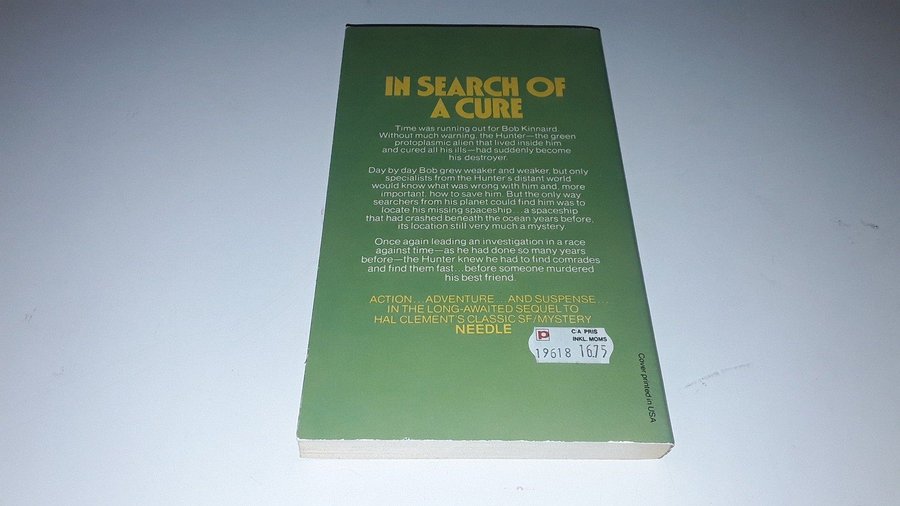 IN SEARCH OF
A CURE
Time was running out for Bob Kinnaird.
Without much warning, the Hunter—the green
protoplasmic alien that lived inside him
and cured all his ills—had suddenly become
his destroyer.
Day by day Bob grew weaker and weaker, but only
specialists from the Hunter's distant world
would know what was wrong with him and, more
important, how to save him. But the only way
searchers from his planet could find him was to
locate his missing spaceship...a spaceship
that had crashed beneath the ocean years before,
its location still very much a mystery.
Once again leading an investigation in a race
against time—as he had done so many years
before—the Hunter knew he had to find comrades
and find them fast...before someone murdered
his best friend.
ACTION...ADVENTURE...AND SUSPENSE...
IN THE LONG-AWAITED SEQUEL TO
HAL CLEMENT'S CLASSIC SF/MYSTERY
NEEDLE
P C:A PRIS
INKL. MOMS
19618 16.75
Cover printed in USA